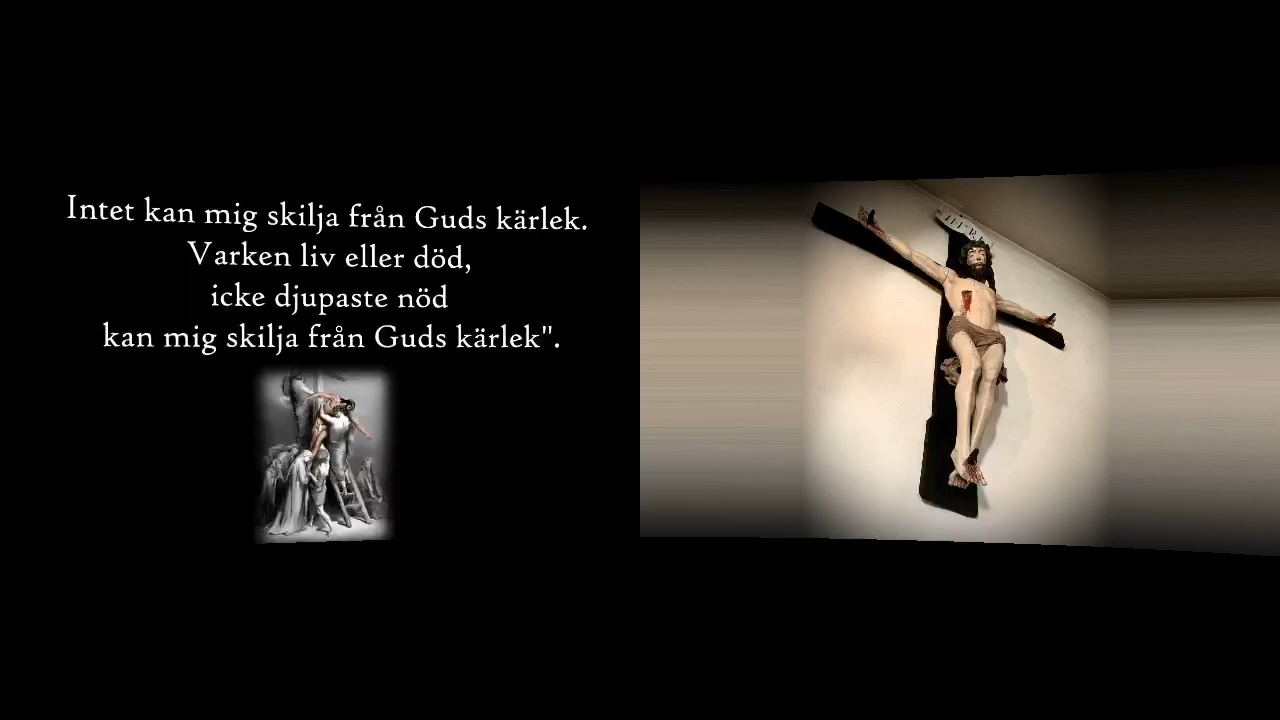 Intet kan mig skilja från Guds kärlek.
Varken liv eller död,
icke djupaste nöd
kan mig skilja från Guds kärlek".